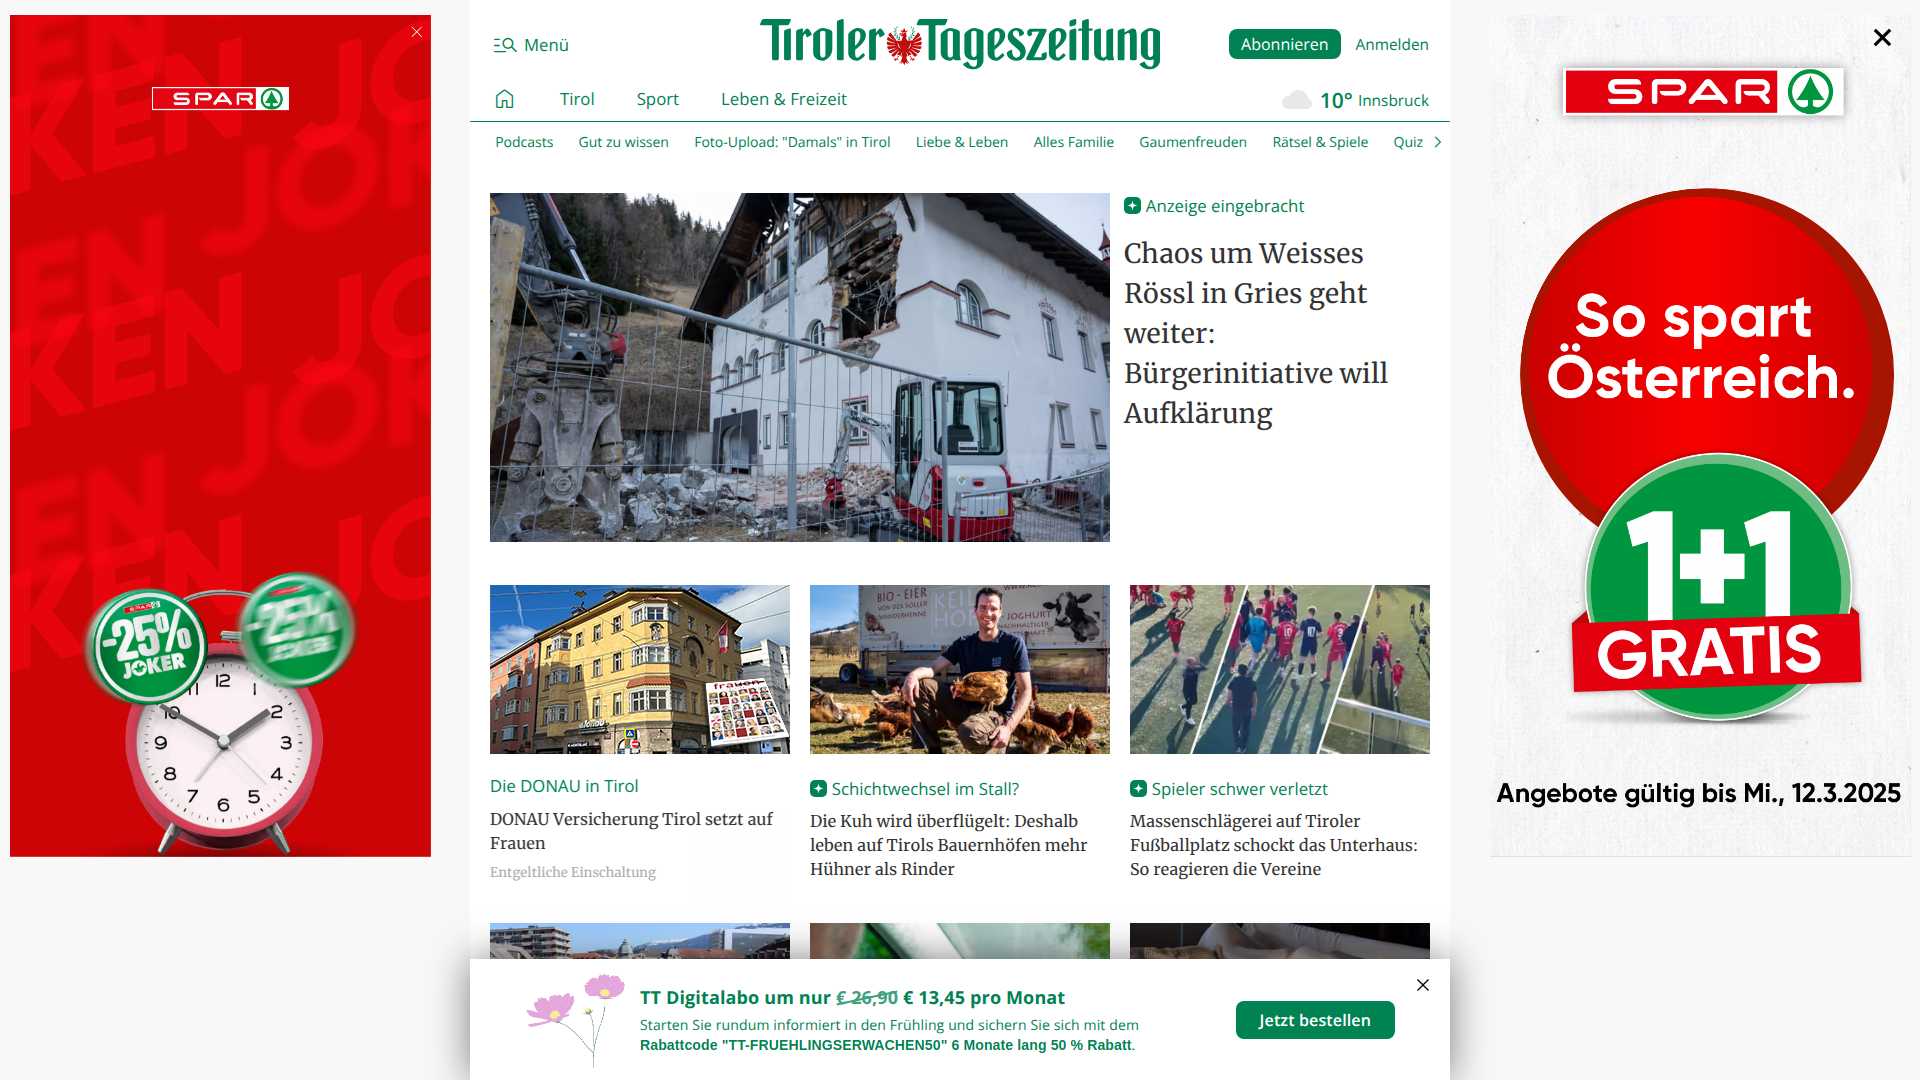 Menü
Tiroler Tageszeitung
Abonnieren
Anmelden
Tirol
Sport
Leben & Freizeit
10° Innsbruck
Podcasts
Gut zu wissen
Foto-Upload: "Damals" in Tirol
Liebe & Leben
Alles Familie
Gaumenfreuden
Rätsel & Spiele
Quiz
SPAR
-25%
JOKER
-25%
JOKER
12
1
2
3
4
5
6
7
8
9
10
11
Anzeige eingebracht
Chaos um Weisses
Rössl in Gries geht
weiter:
Bürgerinitiative will
Aufklärung
BIO - EIER
JOGHURT
frauen
Die DONAU in Tirol
DONAU Versicherung Tirol setzt auf
Frauen
Entgeltliche Einschaltung
Schichtwechsel im Stall?
Die Kuh wird überflügelt: Deshalb
leben auf Tirols Bauernhöfen mehr
Hühner als Rinder
Spieler schwer verletzt
Massenschlägerei auf Tiroler
Fußballplatz schockt das Unterhaus:
So reagieren die Vereine
TT Digitalabo um nur € 26,90 € 13,45 pro Monat
Starten Sie rundum informiert in den Frühling und sichern Sie sich mit dem
Rabattcode "TT-FRUEHLINGSERWACHEN50" 6 Monate lang 50 % Rabatt.
Jetzt bestellen
SPAR
So spart
Österreich.
1+1
GRATIS
Angebote gültig bis Mi., 12.3.2025